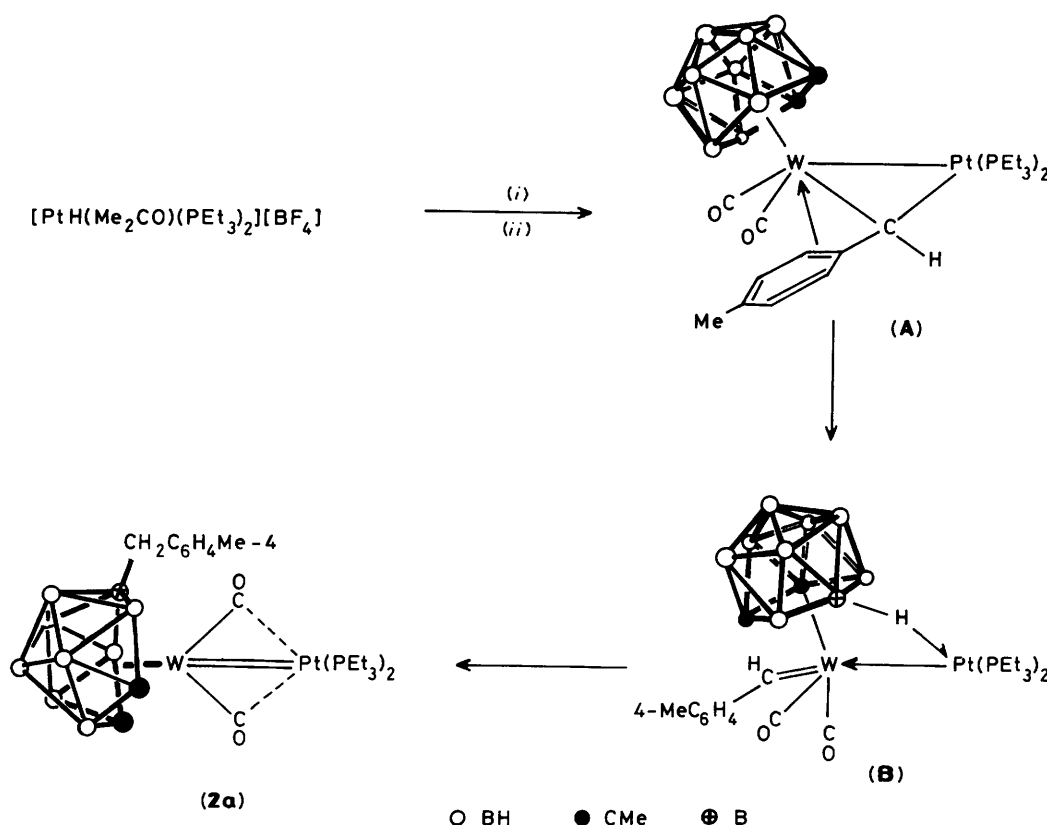 [PtH(Me₂CO)(PEt₃)₂][BF₄]
(i)
(ii)
W
Pt(PEt₃)₂
OC
OC
C
H
Me
(A)
CH₂C₆H₄Me-4
O
C
W
Pt(PEt₃)₂
C
O
(2a)
B
H
H
C
W
Pt(PEt₃)₂
4-MeC₆H₄
OC
C
O
(B)
BH CMe B